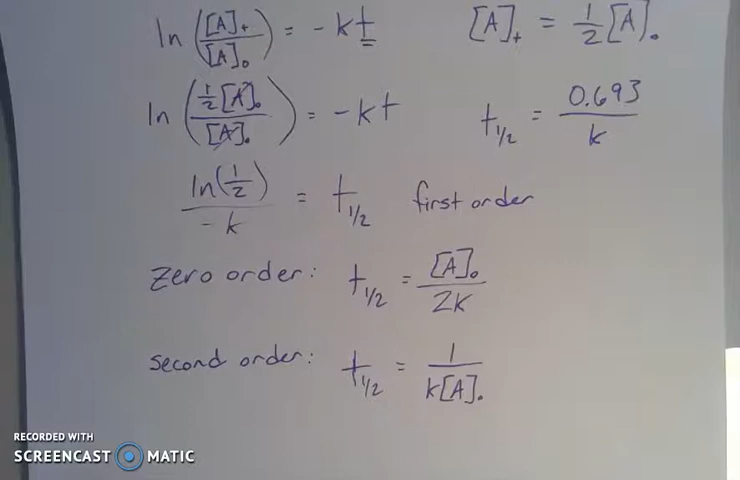 ln([A]ₜ/[A]₀) = -kt    [A]ₜ = 1/2[A]₀
ln(1/2[A]₀/[A]₀) = -kt    t₁/₂ = 0.693/k
ln(1/2)/-k = t₁/₂  first order
zero order: t₁/₂ = [A]₀/2k
second order: t₁/₂ = 1/k[A]₀
RECORDED WITH
SCREENCAST MATIC